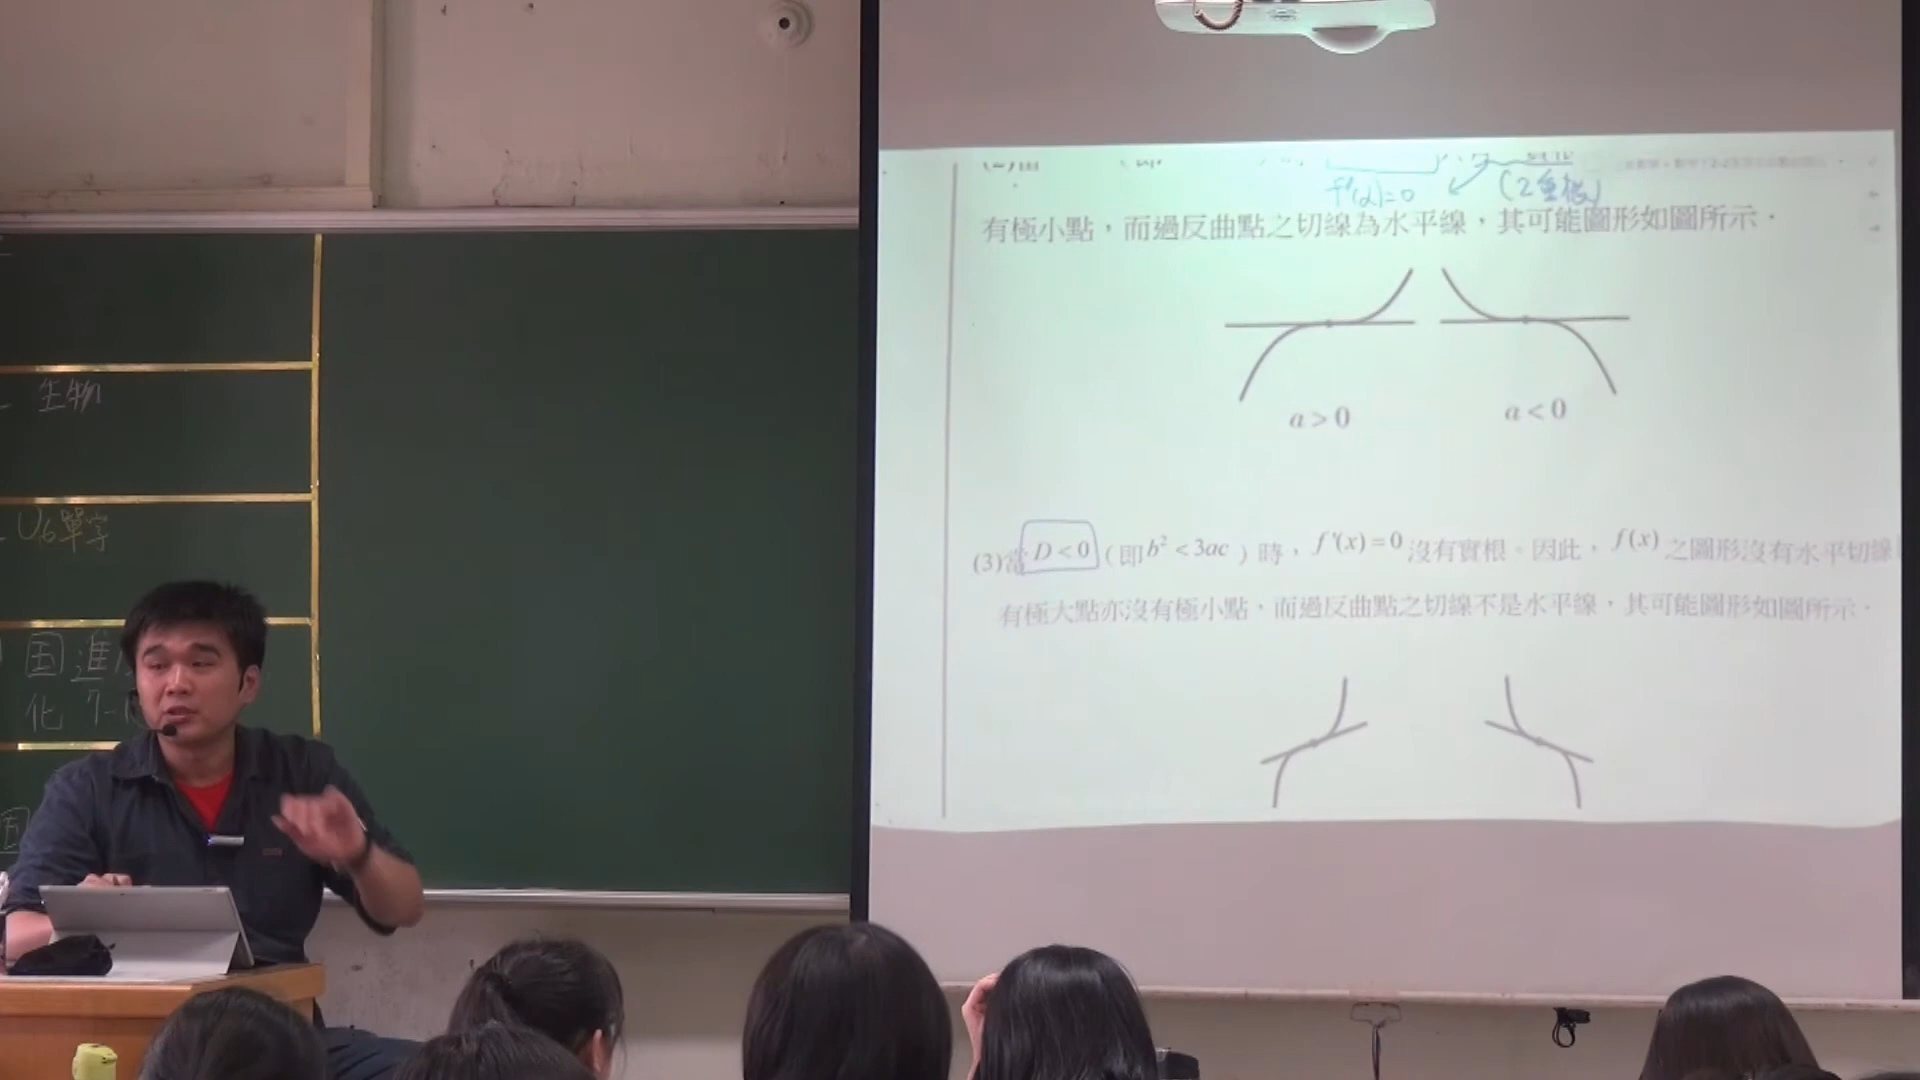 生物
U6單字
國 進
化 7-
f'(α)=0
(2重根)
有極小點，而過反曲點之切線為水平線，其可能圖形如圖所示．
a > 0
a < 0
(3)當 D < 0 （即 b² < 3ac ）時，f'(x) = 0 沒有實根。因此，f(x) 之圖形沒有水平切線
有極大點亦沒有極小點，而過反曲點之切線不是水平線，其可能圖形如圖所示．